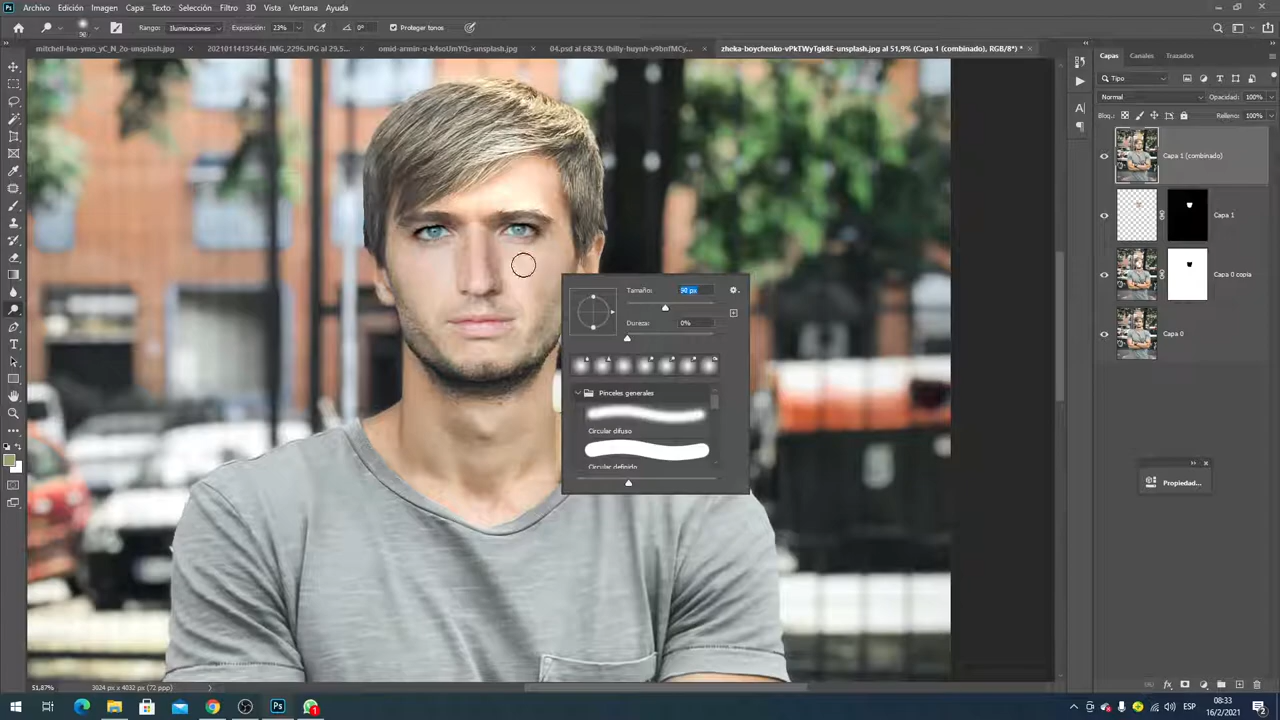 Archivo Edición Imagen Capa Texto Selección Filtro 3D Vista Ventana Ayuda
Rango: Iluminaciones Exposición: 23% 0° Proteger tonos
mitchell-luo-ymo_yC_N_2o-unsplash.jpg × 20210114135446_IMG_2296.JPG al 29,5... × omid-armin-u-k4soUmYQs-unsplash.jpg × 04.psd al 68,3% (billy-huynh-v9bnfMCy... × zheka-boychenko-vPkTWyTgk8E-unsplash.jpg al 51,9% (Capa 1 (combinado), RGB/8*) * ×
Capas Canales Trazados
Tipo
Normal Opacidad: 100%
Bloq.: Relleno: 100%
Capa 1 (combinado)
Capa 1
Capa 0 copia
Capa 0
Tamaño: 98 px
Dureza: 0%
Pinceles generales
Circular difuso
Circular definido
Propiedad...
51,87% 3024 px x 4032 px (72 ppp)
ESP
08:33
16/2/2021